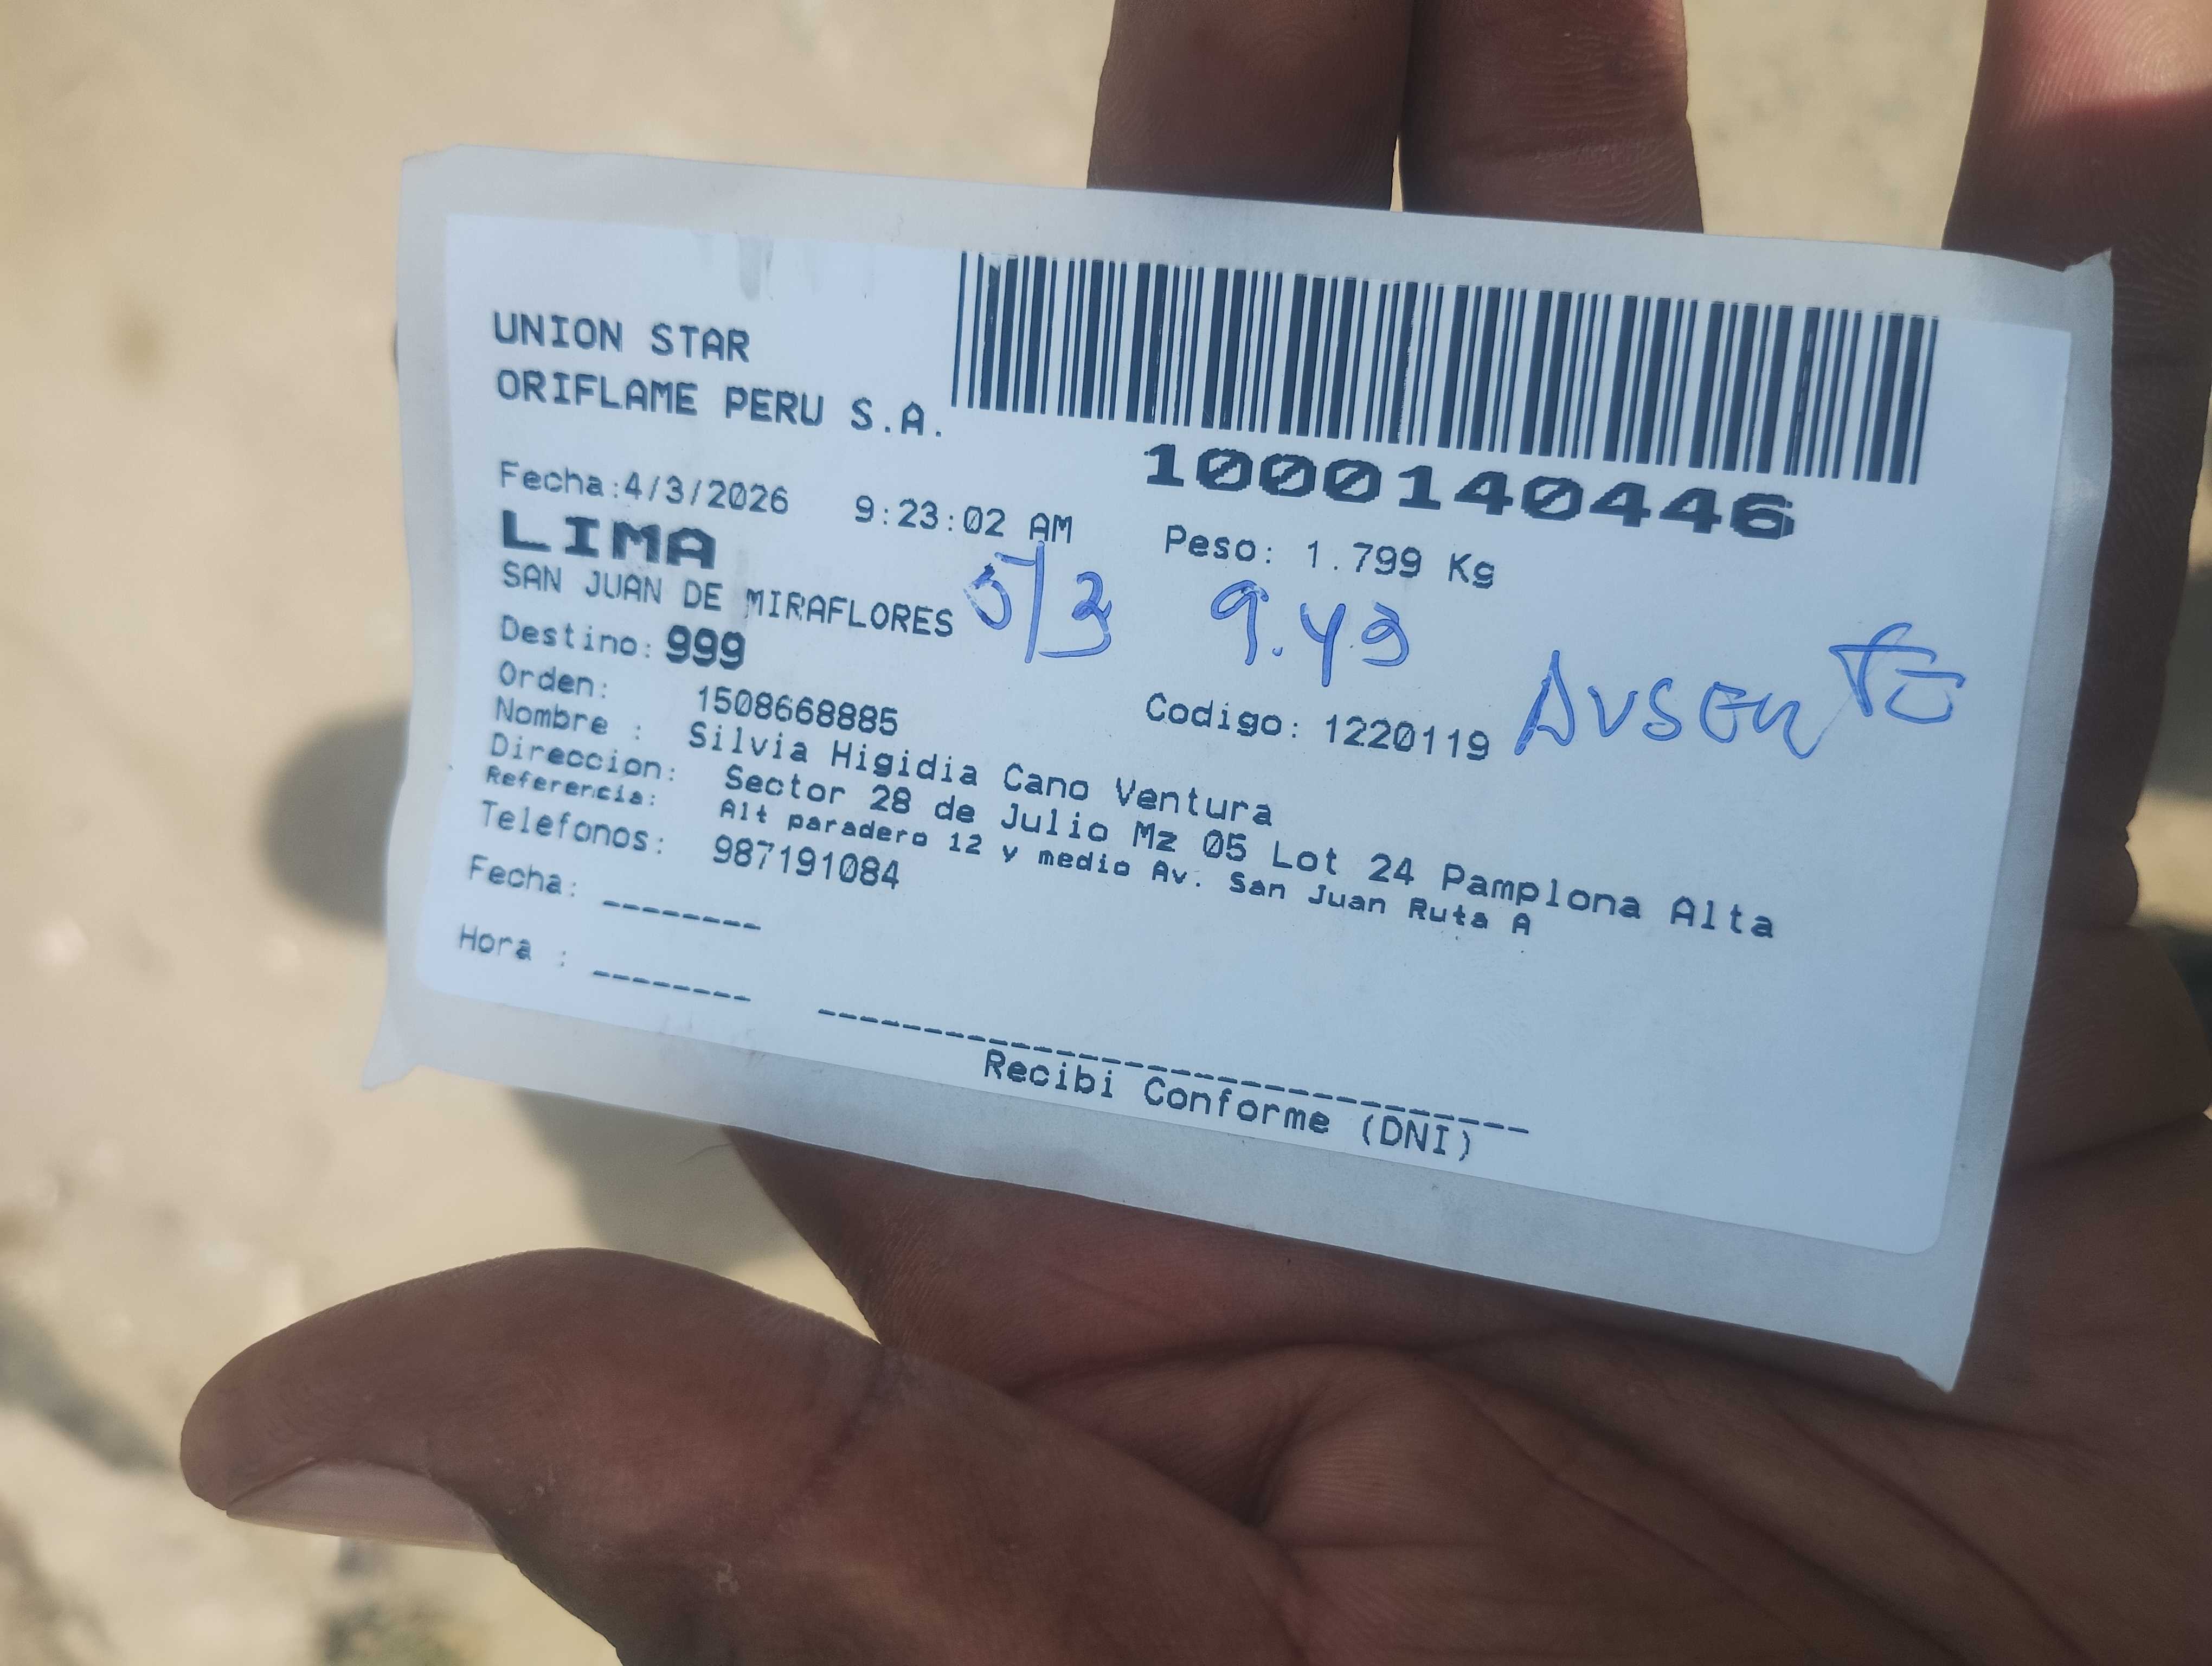 UNION STAR
ORIFLAME PERU S.A.
1000140446
Fecha:4/3/2026 9:23:02 AM Peso: 1.799 Kg
LIMA
SAN JUAN DE MIRAFLORES 5/3 9.43 Ausente
Destino: 999
Orden: 1508668885 Codigo: 1220119
Nombre : Silvia Higidia Cano Ventura
Direccion: Sector 28 de Julio Mz 05 Lot 24 Pamplona Alta
Referencia: Alt paradero 12 y medio Av. San Juan Ruta A
Telefonos: 987191084
Fecha: --------
Hora : --------
Recibi Conforme (DNI)